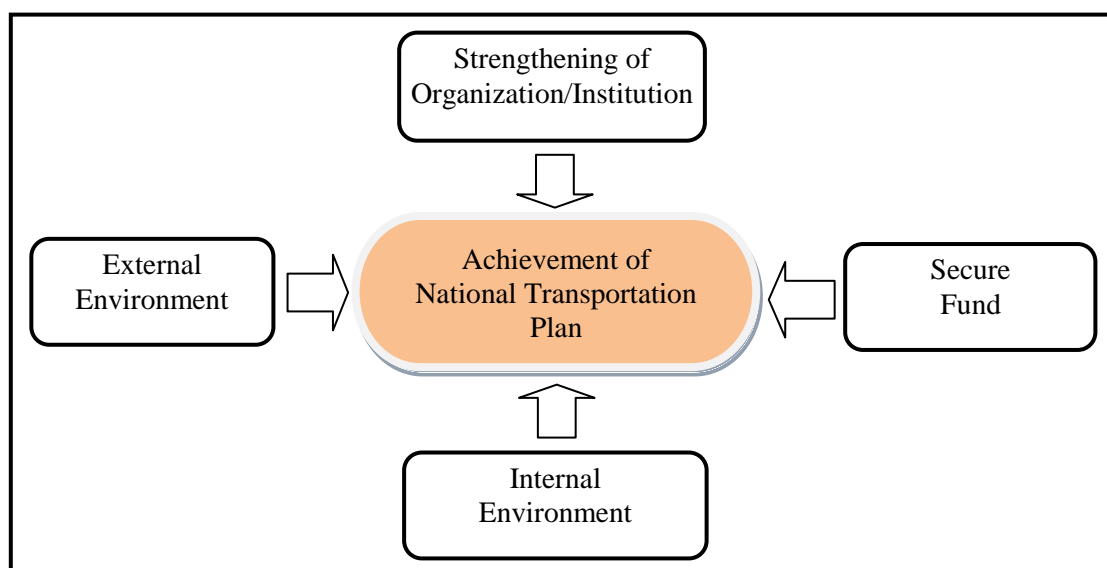 Strengthening of
Organization/Institution
External
Environment
Achievement of
National Transportation
Plan
Secure
Fund
Internal
Environment